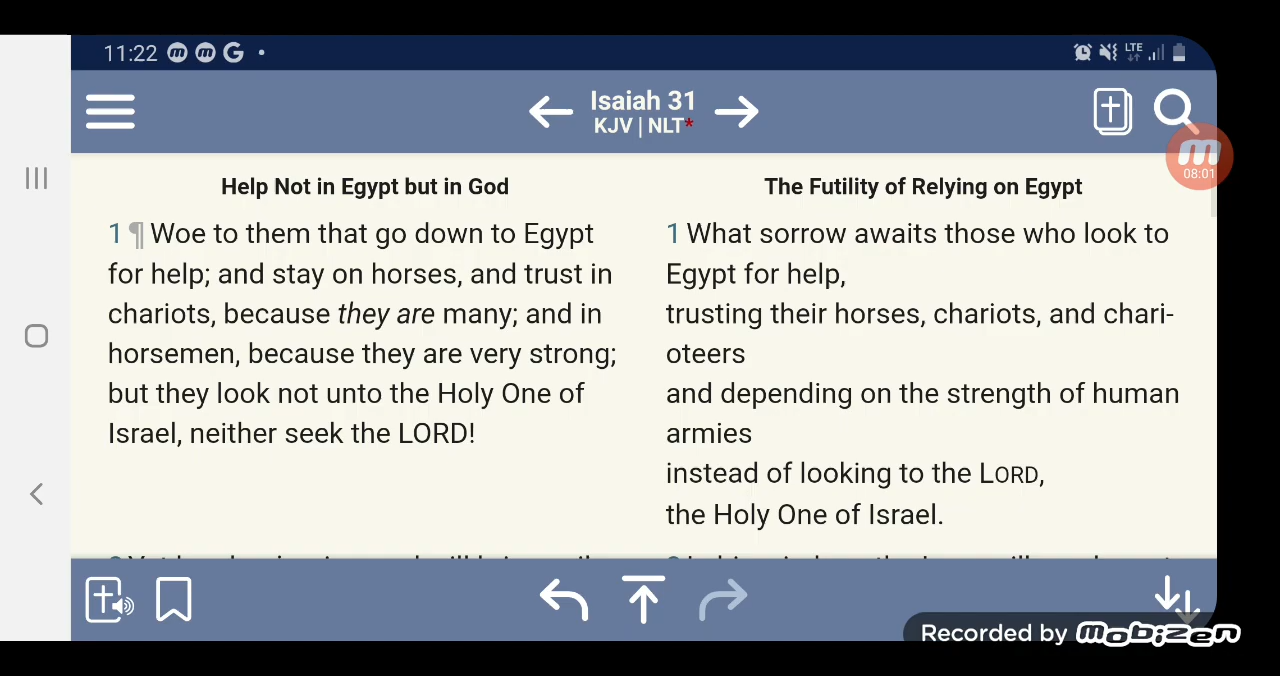 11:22
LTE
Isaiah 31
KJV | NLT*
08:01
Help Not in Egypt but in God
1 ¶ Woe to them that go down to Egypt
for help; and stay on horses, and trust in
chariots, because they are many; and in
horsemen, because they are very strong;
but they look not unto the Holy One of
Israel, neither seek the LORD!
The Futility of Relying on Egypt
1 What sorrow awaits those who look to
Egypt for help,
trusting their horses, chariots, and chari-
oteers
and depending on the strength of human
armies
instead of looking to the LORD,
the Holy One of Israel.
Recorded by mobizen